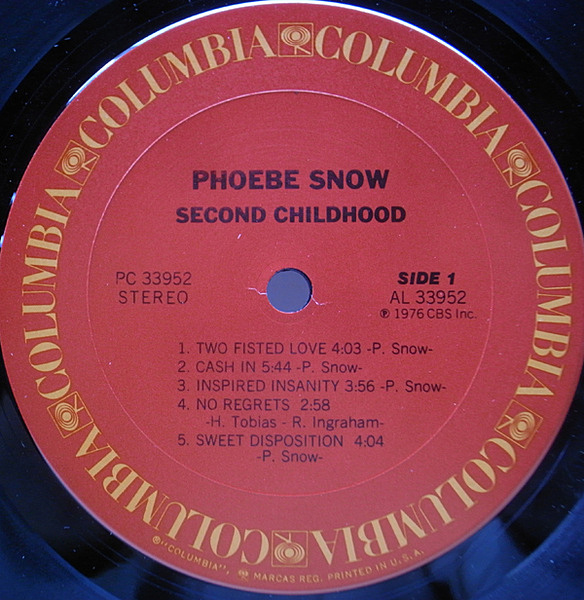 COLUMBIA COLUMBIA COLUMBIA COLUMBIA COLUMBIA COLUMBIA
PHOEBE SNOW
SECOND CHILDHOOD
PC 33952
STEREO
SIDE 1
AL 33952
℗ 1976 CBS Inc.
1. TWO FISTED LOVE 4:03 -P. Snow-
2. CASH IN 5:44 -P. Snow-
3. INSPIRED INSANITY 3:56 -P. Snow-
4. NO REGRETS 2:58
-H. Tobias - R. Ingraham-
5. SWEET DISPOSITION 4:04
-P. Snow-
®"COLUMBIA", MARCAS REG. PRINTED IN U.S.A.